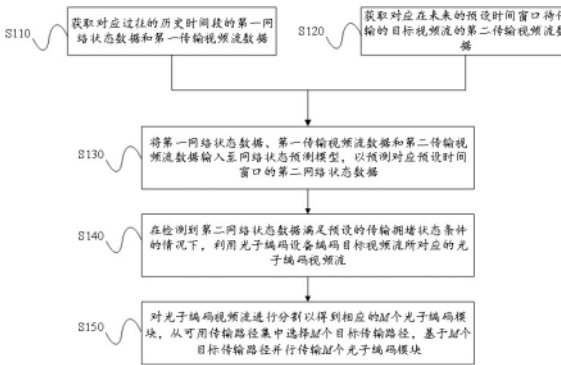 S110
获取对应过往的历史时间段的第一网
络状态数据和第一传输视频流数据
S120
获取对应在未来的预设时间窗口待传
输的目标视频流的第二传输视频流数
据
S130
将第一网络状态数据、第一传输视频流数据和第二传输视
频流数据输入至网络状态预测模型，以预测对应预设时间
窗口的第二网络状态数据
S140
在检测到第二网络状态数据满足预设的传输拥堵状态条件
的情况下，利用光子编码设备编码目标视频流所对应的光
子编码视频流
S150
对光子编码视频流进行分割以得到相应的M个光子编码模
块，从可用传输路径集中选择M个目标传输路径，基于M个
目标传输路径并行传输M个光子编码模块